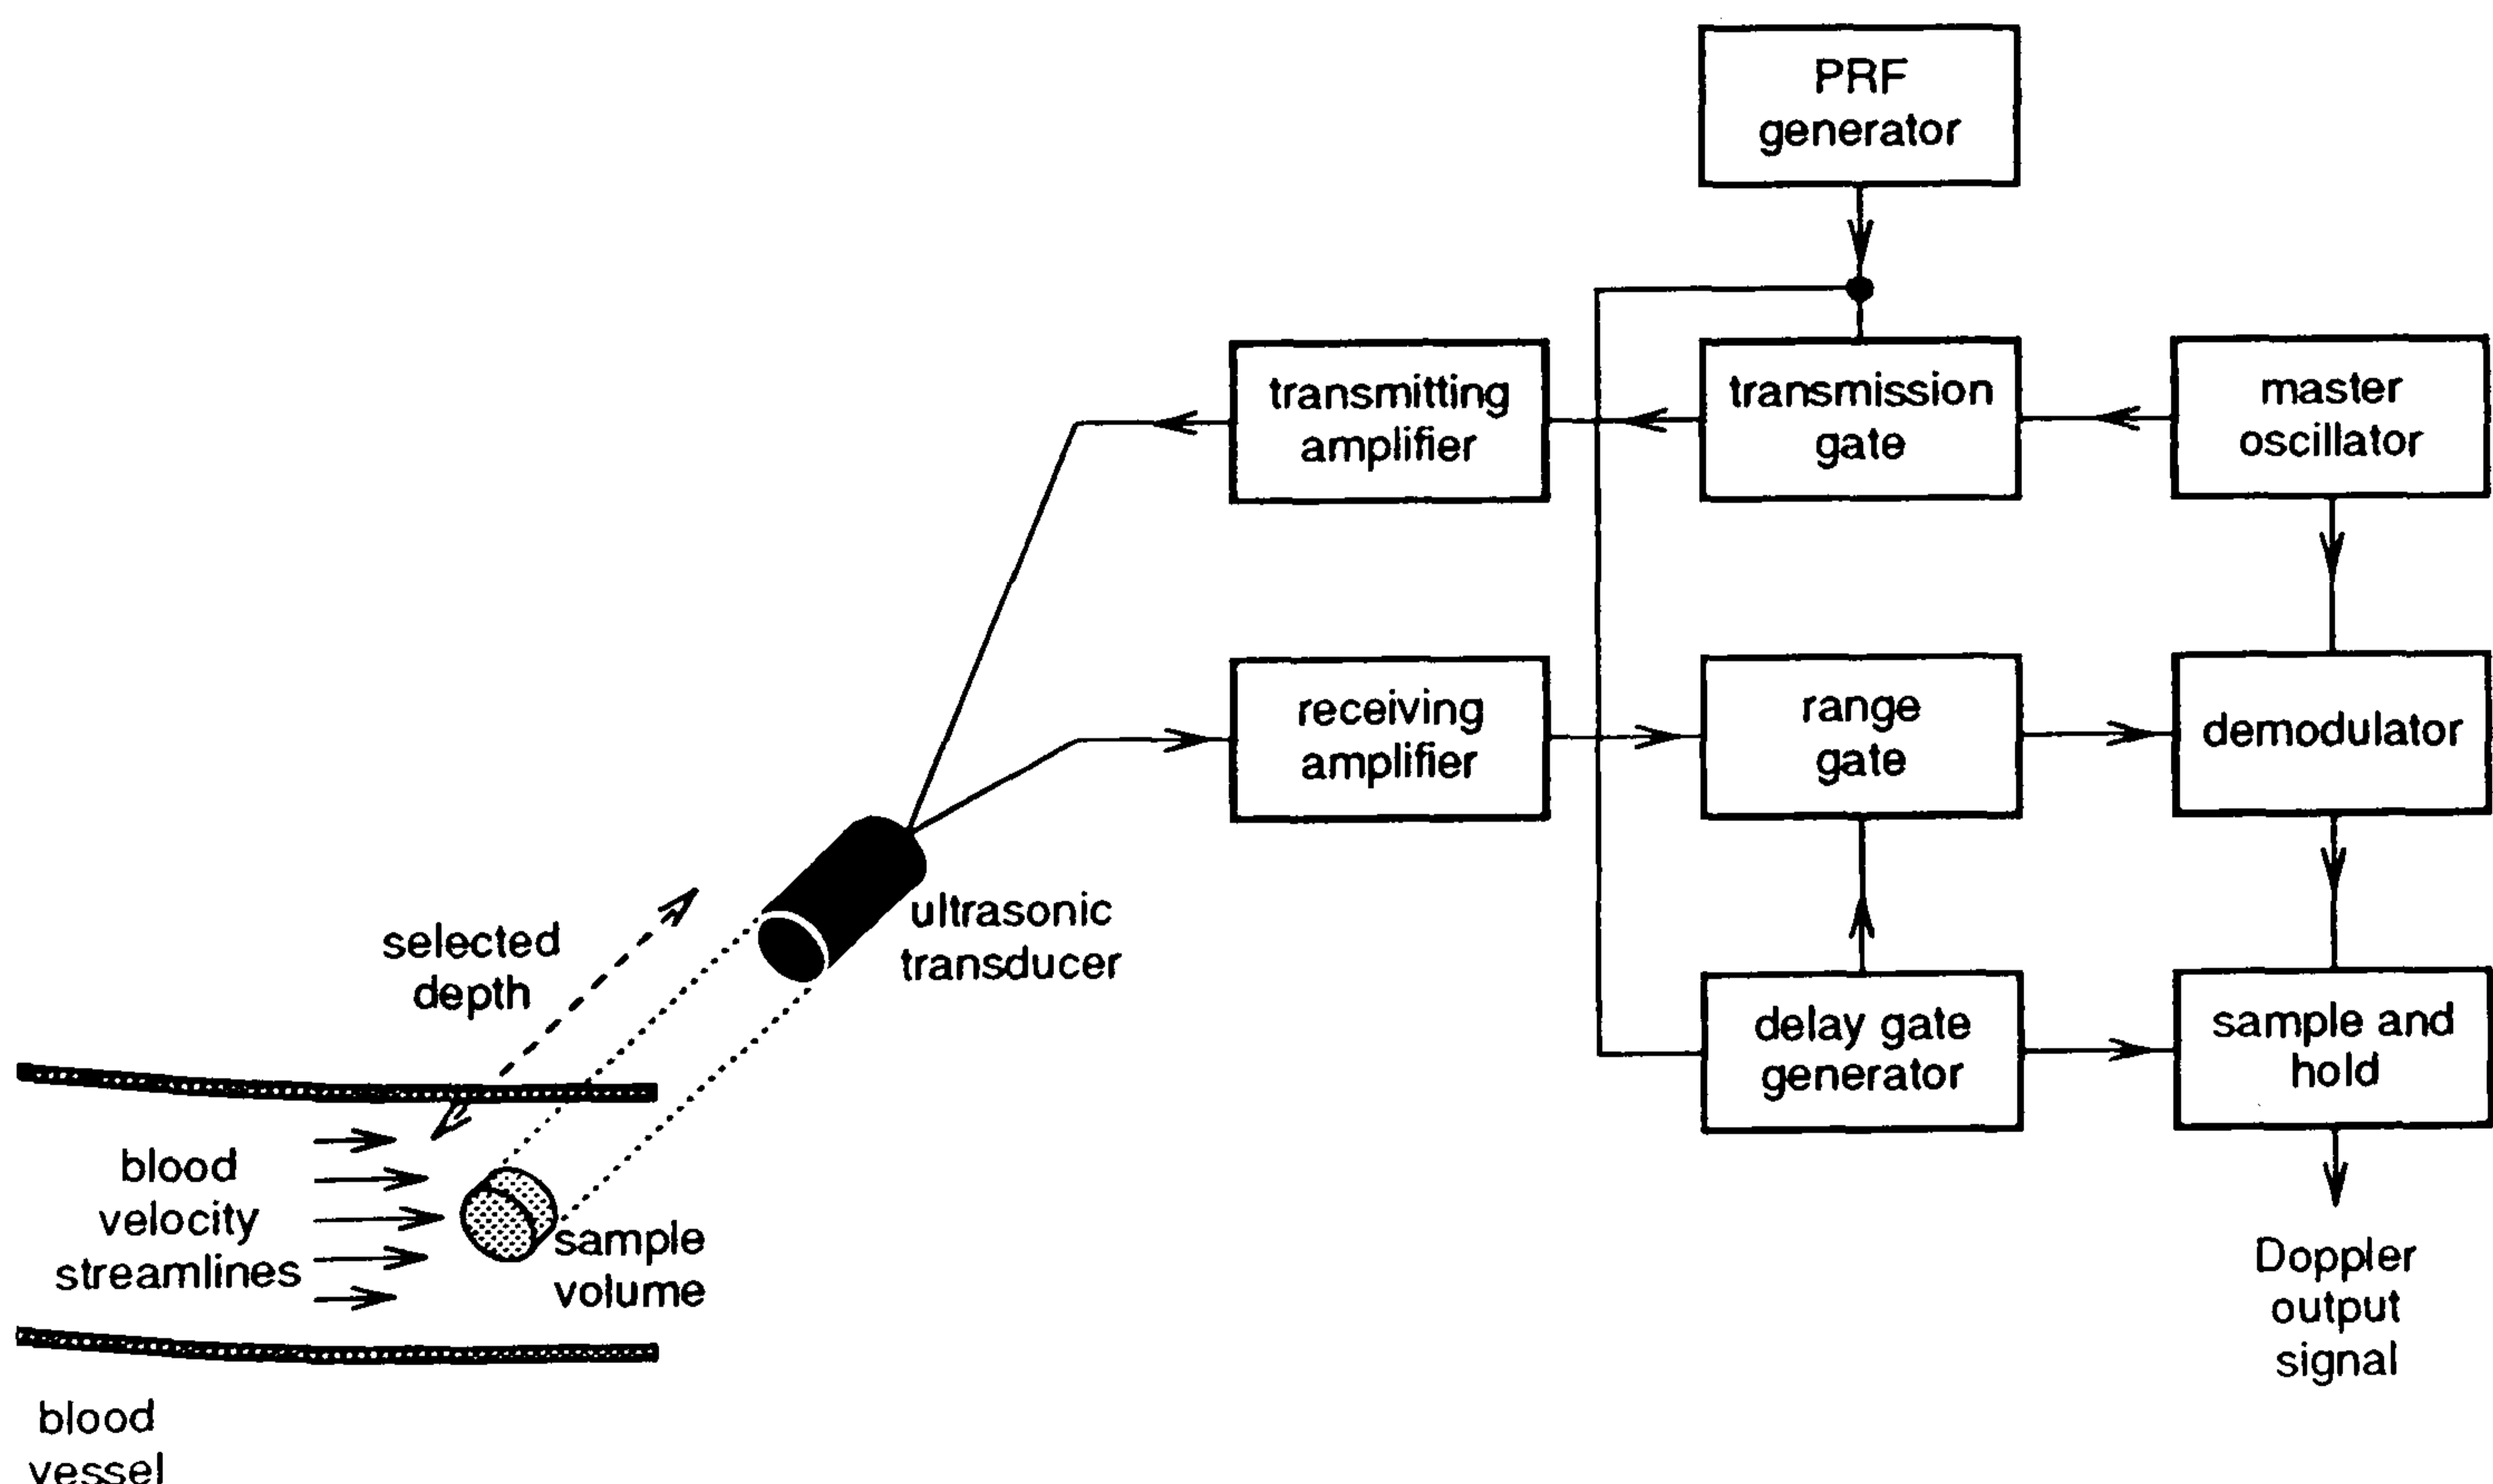 PRF
generator
transmitting
amplifier
transmission
gate
master
oscillator
receiving
amplifier
range
gate
demodulator
ultrasonic
transducer
selected
depth
delay gate
generator
sample and
hold
blood
velocity
streamlines
sample
volume
Doppler
output
signal
blood
vessel